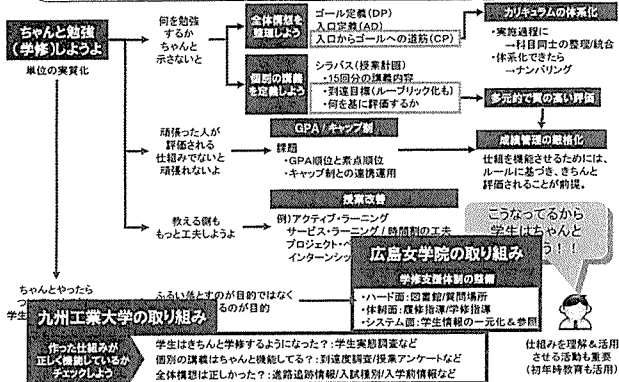 ちゃんと勉強
(学修)しようよ
単位の実質化
何を勉強
するか
ちゃんと
示さないと
全体構想を
整理しよう
ゴール定義(DP)
入口定義(AD)
入口からゴールへの道筋(CP)
カリキュラムの体系化
・実施過程に
→科目同士の整理/統合
・体系化できたら
→ナンバリング
個別の講義
を定義しよう
シラバス(授業計画)
・15回分の講義内容
・到達目標(ルーブリック化も)
・何を基に評価するか
多元的で質の高い評価
頑張った人が
評価される
仕組みでないと
頑張れないよ
GPA / キャップ制
課題
・GPA順位と素点順位
・キャップ制との連携運用
成績管理の厳格化
仕組を機能させるためには、
ルールに基づき、きちんと
評価されることが前提。
教える側も
もっと工夫しようよ
授業改善
例)アクティブ・ラーニング
サービス・ラーニング / 時間割の工夫
プロジェクト・ベ
インターンシッ
こうなってるから
学生はちゃんと
う!!
広島女学院の取り組み
学修支援体制の整備
・ハード面:図書館/質問場所
・体制面:履修指導/学修指導
・システム面:学生情報の一元化&参照
仕組みを理解&活用
させる活動も重要
(初年時教育も活用)
ちゃんとやったら
つ
学生
ふるい落とすのが目的ではなく
るのが目的
九州工業大学の取り組み
作った仕組みが
正しく機能しているか
チェックしよう
学生はきちんと学修するようになった?:学生実態調査など
個別の講義はちゃんと機能してる?:到達度調査/授業アンケートなど
全体構想は正しかった?:進路追跡情報/入試種別/入学前情報など